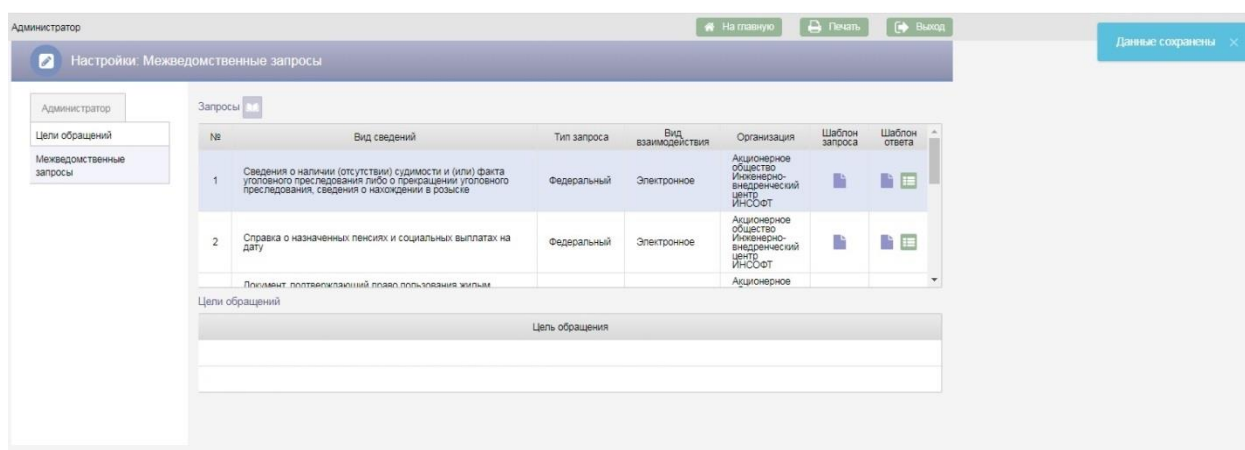 Администратор
На главную
Печать
Выход
Данные сохранены
Настройки: Межведомственные запросы
Администратор
Цели обращений
Межведомственные
запросы
Запросы
№ Вид сведений Тип запроса Вид взаимодействия Организация Шаблон запроса Шаблон ответа
1
Сведения о наличии (отсутствии) судимости и (или) факта
уголовного преследования либо о прекращении уголовного
преследования, сведения о нахождении в розыске
Федеральный
Электронное
Акционерное
общество
Инженерно-
внедренческий
центр
ИНСОФТ
2
Справка о назначенных пенсиях и социальных выплатах на
дату
Федеральный
Электронное
Акционерное
общество
Инженерно-
внедренческий
центр
ИНСОФТ
Документ, подтверждающий право пользования жилым
Акционерное
Цели обращений
Цель обращения